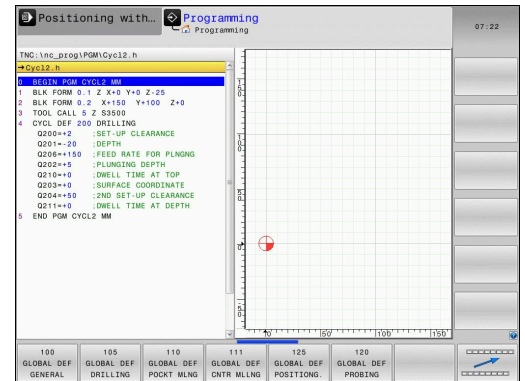 Positioning with...
Programming
Programming
07:22
TNC:\nc_prog\PGM\Cycl2.h
→Cycl2.h
0 BEGIN PGM CYCL2 MM
1 BLK FORM 0.1 Z X+0 Y+0 Z-25
2 BLK FORM 0.2 X+150 Y+100 Z+0
3 TOOL CALL 5 Z S3500
4 CYCL DEF 200 DRILLING
Q200=+2 ;SET-UP CLEARANCE
Q201=-20 ;DEPTH
Q206=+150 ;FEED RATE FOR PLNGNG
Q202=+5 ;PLUNGING DEPTH
Q210=+0 ;DWELL TIME AT TOP
Q203=+0 ;SURFACE COORDINATE
Q204=+50 ;2ND SET-UP CLEARANCE
Q211=+0 ;DWELL TIME AT DEPTH
5 END PGM CYCL2 MM
150
100
50
0
-50
0 50 100 150
100 GLOBAL DEF GENERAL
105 GLOBAL DEF DRILLING
110 GLOBAL DEF POCKT MLNG
111 GLOBAL DEF CNTR MLLNG
125 GLOBAL DEF POSITIONG.
120 GLOBAL DEF PROBING